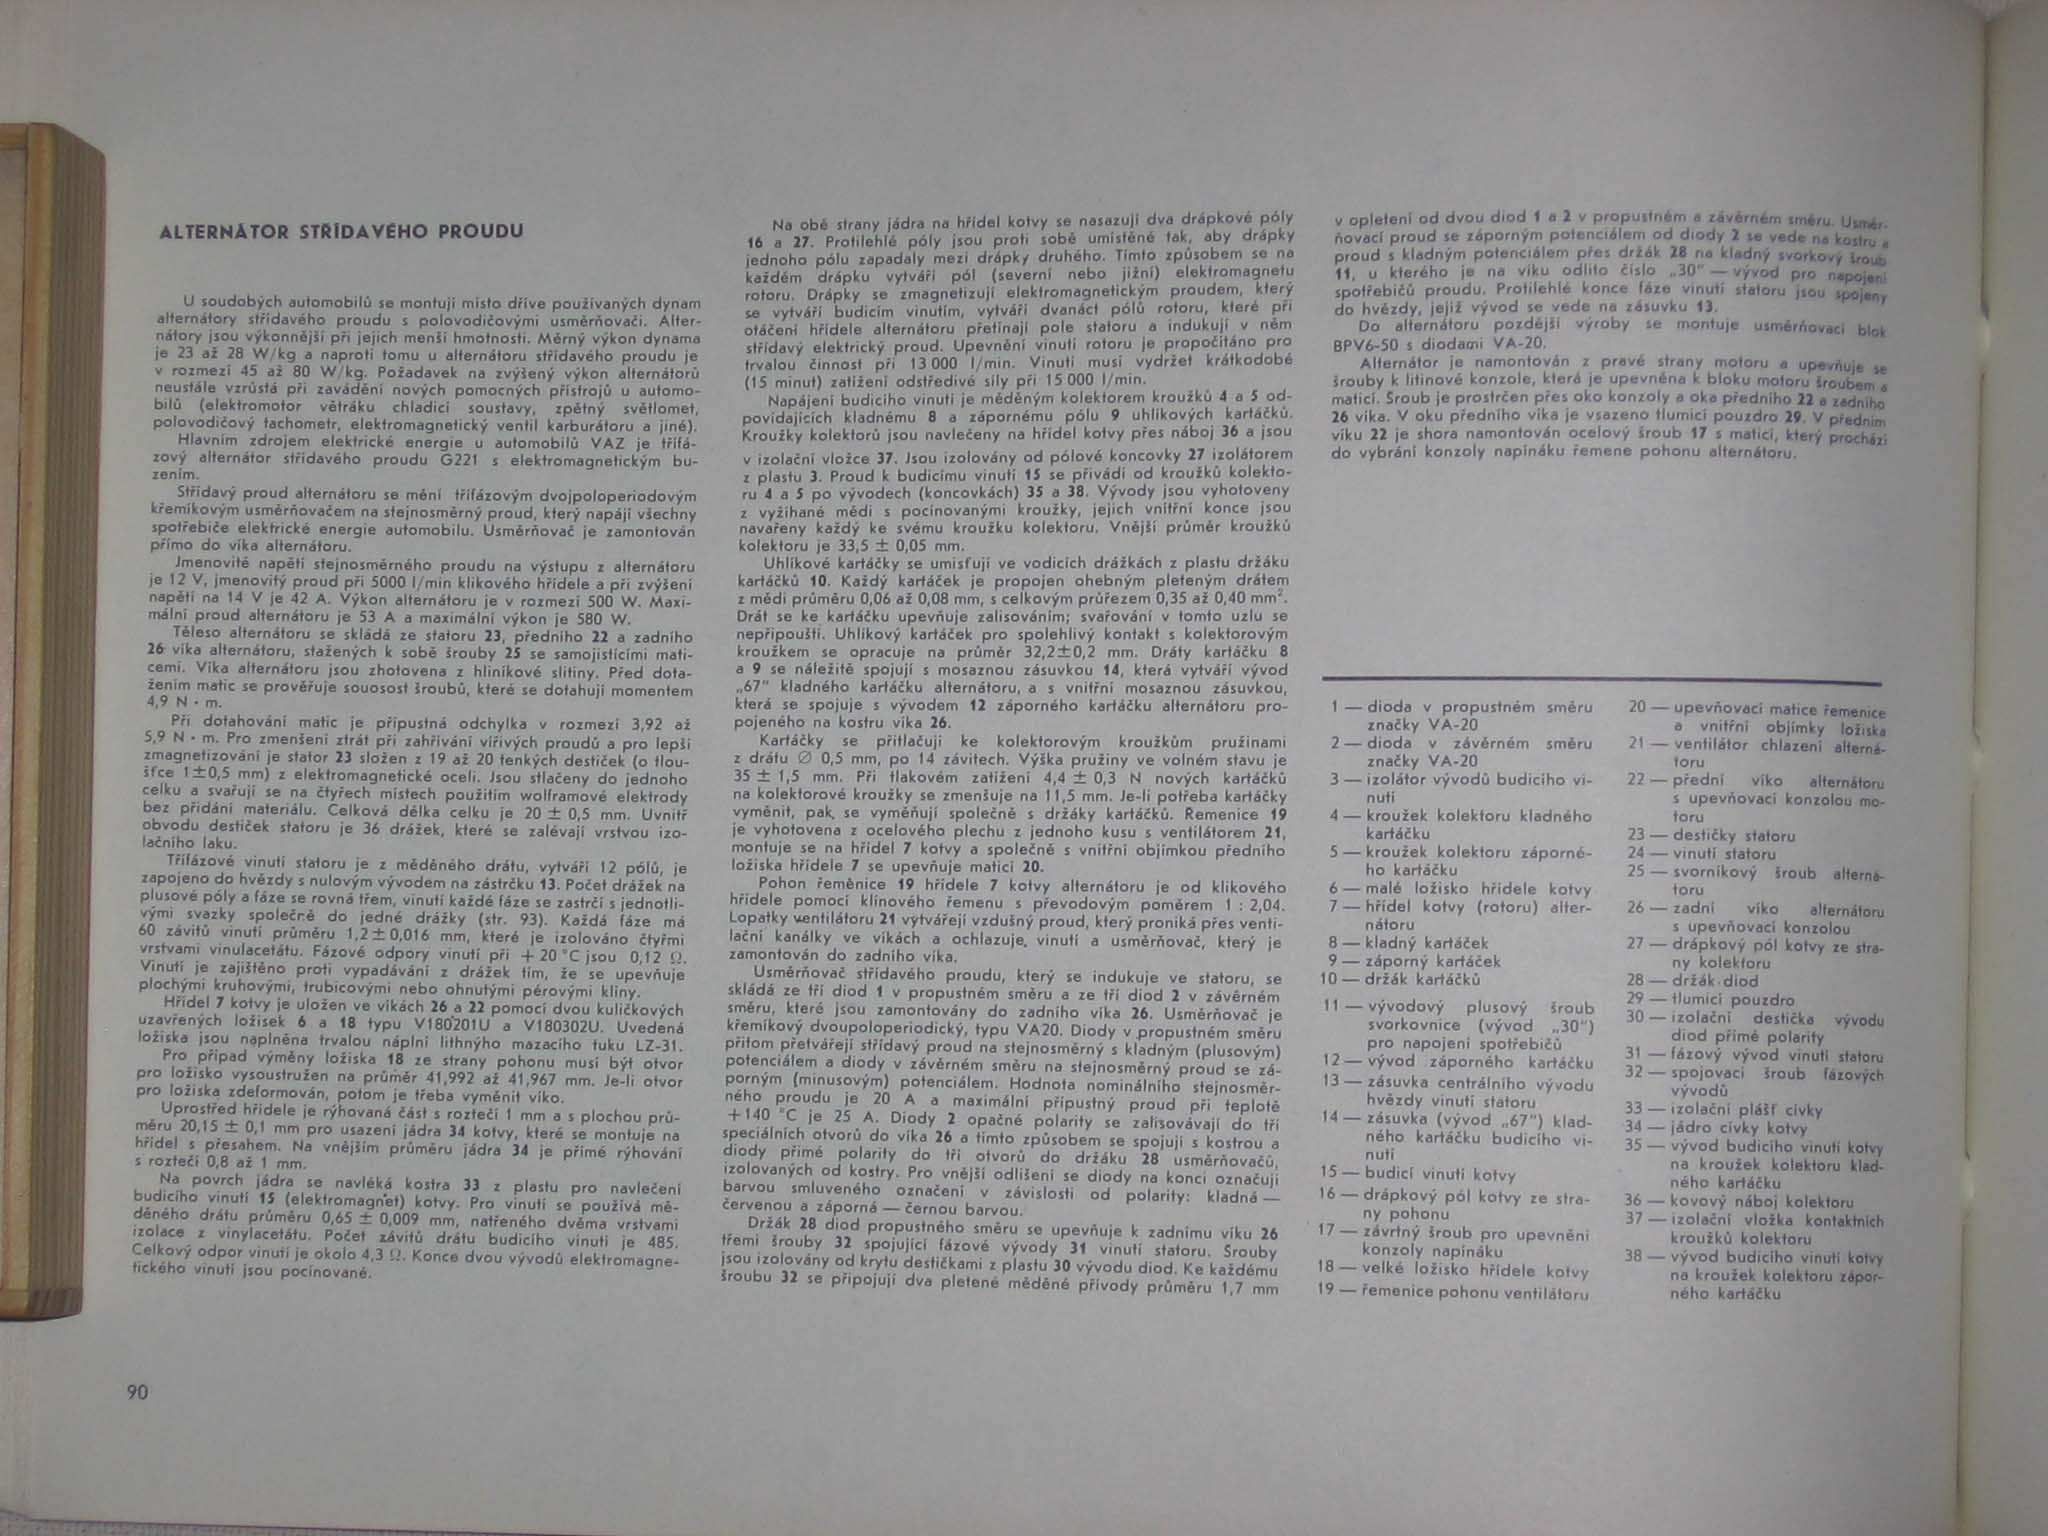 ALTERNÁTOR STŘÍDAVÉHO PROUDU
U soudobých automobilů se montují místo dříve používaných dynam
alternátory střídavého proudu s polovodičovými usměrňovači. Alter-
nátory jsou výkonnější při jejich menší hmotnosti. Měrný výkon dynama
je 23 až 28 W/kg a naproti tomu u alternátoru střídavého proudu je
v rozmezí 45 až 80 W/kg. Požadavek na zvýšený výkon alternátorů
neustále vzrůstá při zavádění nových pomocných přístrojů u automo-
bilů (elektromotor větráku chladicí soustavy, zpětný světlomet,
polovodičový tachometr, elektromagnetický ventil karburátoru a jiné).
Hlavním zdrojem elektrické energie u automobilů VAZ je třífá-
zový alternátor střídavého proudu G221 s elektromagnetickým bu-
zením.
Střídavý proud alternátoru se mění třífázovým dvojpoloperiodovým
křemíkovým usměrňovačem na stejnosměrný proud, který napájí všechny
spotřebiče elektrické energie automobilu. Usměrňovač je zamontován
přímo do víka alternátoru.
Jmenovité napětí stejnosměrného proudu na výstupu z alternátoru
je 12 V, jmenovitý proud při 5000 l/min klikového hřídele a při zvýšení
napětí na 14 V je 42 A. Výkon alternátoru je v rozmezí 500 W. Maxi-
mální proud alternátoru je 53 A a maximální výkon je 580 W.
Těleso alternátoru se skládá ze statoru 23, předního 22 a zadního
26 víka alternátoru, stažených k sobě šrouby 25 se samojistícími mati-
cemi. Víka alternátoru jsou zhotovena z hliníkové slitiny. Před dota-
žením matic se prověřuje souosost šroubů, které se dotahují momentem
4,9 N · m.
Při dotahování matic je přípustná odchylka v rozmezí 3,92 až
5,9 N · m. Pro zmenšení ztrát při zahřívání vířivých proudů a pro lepší
zmagnetizování je stator 23 složen z 19 až 20 tenkých destiček (o tlou-
šťce 1±0,5 mm) z elektromagnetické oceli. Jsou stlačeny do jednoho
celku a svařují se na čtyřech místech použitím wolframové elektrody
bez přidání materiálu. Celková délka celku je 20 ± 0,5 mm. Uvnitř
obvodu destiček statoru je 36 drážek, které se zalévají vrstvou izo-
lačního laku.
Třífázové vinutí statoru je z měděného drátu, vytváří 12 pólů, je
zapojeno do hvězdy s nulovým vývodem na zástrčku 13. Počet drážek na
plusové póly a fáze se rovná třem, vinutí každé fáze se zastrčí s jednotli-
vými svazky společně do jedné drážky (str. 93). Každá fáze má
60 závitů vinutí průměru 1,2±0,016 mm, které je izolováno čtyřmi
vrstvami vinulacetátu. Fázové odpory vinutí při + 20 °C jsou 0,12 Ω.
Vinutí je zajištěno proti vypadávání z drážek tím, že se upevňuje
plochými kruhovými, trubicovými nebo ohnutými pérovými klíny.
Hřídel 7 kotvy je uložen ve víkách 26 a 22 pomocí dvou kuličkových
uzavřených ložisek 6 a 18 typu V180201U a V180302U. Uvedená
ložiska jsou naplněna trvalou náplní lithného mazacího tuku LZ-31.
Pro případ výměny ložiska 18 ze strany pohonu musí být otvor
pro ložisko vysoustružen na průměr 41,992 až 41,967 mm. Je-li otvor
pro ložiska zdeformován, potom je třeba vyměnit víko.
Uprostřed hřídele je rýhovaná část s roztečí 1 mm a s plochou prů-
měru 20,15 ± 0,1 mm pro usazení jádra 34 kotvy, které se montuje na
hřídel s přesahem. Na vnějším průměru jádra 34 je přímé rýhování
s roztečí 0,8 až 1 mm.
Na povrch jádra se navléká kostra 33 z plastu pro navlečení
budicího vinutí 15 (elektromagnet) kotvy. Pro vinutí se používá mě-
děného drátu průměru 0,65 ± 0,009 mm, natřeného dvěma vrstvami
izolace z vinylacetátu. Počet závitů drátu budicího vinutí je 485.
Celkový odpor vinutí je okolo 4,3 Ω. Konce dvou vývodů elektromagne-
tického vinutí jsou pocínované.
Na obě strany jádra na hřídel kotvy se nasazují dva drápkové póly
16 a 27. Protilehlé póly jsou proti sobě umístěné tak, aby drápky
jednoho pólu zapadaly mezi drápky druhého. Tímto způsobem se na
každém drápku vytváří pól (severní nebo jižní) elektromagnetu
rotoru. Drápky se zmagnetizují elektromagnetickým proudem, který
se vytváří budicím vinutím, vytváří dvanáct pólů rotoru, které při
otáčení hřídele alternátoru přetínají pole statoru a indukují v něm
střídavý elektrický proud. Upevnění vinutí rotoru je propočítáno pro
trvalou činnost při 13 000 l/min. Vinutí musí vydržet krátkodobé
(15 minut) zatížení odstředivé síly při 15 000 l/min.
Napájení budicího vinutí je měděným kolektorem kroužků 4 a 5 od-
povídajících kladnému 8 a zápornému pólu 9 uhlíkových kartáčků.
Kroužky kolektorů jsou navlečeny na hřídel kotvy přes náboj 36 a jsou
v izolační vložce 37. Jsou izolovány od pólové koncovky 27 izolátorem
z plastu 3. Proud k budicímu vinutí 15 se přivádí od kroužků kolekto-
ru 4 a 5 po vývodech (koncovkách) 35 a 38. Vývody jsou vyhotoveny
z vyžíhané mědi s pocínovanými kroužky, jejich vnitřní konce jsou
navařeny každý ke svému kroužku kolektoru. Vnější průměr kroužků
kolektoru je 33,5 ± 0,05 mm.
Uhlíkové kartáčky se umisťují ve vodicích drážkách z plastu držáku
kartáčků 10. Každý kartáček je propojen ohebným pleteným drátem
z mědi průměru 0,06 až 0,08 mm, s celkovým průřezem 0,35 až 0,40 mm².
Drát se ke kartáčku upevňuje zalisováním; svařování v tomto uzlu se
nepřipouští. Uhlíkový kartáček pro spolehlivý kontakt s kolektorovým
kroužkem se opracuje na průměr 32,2±0,2 mm. Dráty kartáčku 8
a 9 se náležitě spojují s mosaznou zásuvkou 14, která vytváří vývod
„67" kladného kartáčku alternátoru, a s vnitřní mosaznou zásuvkou,
která se spojuje s vývodem 12 záporného kartáčku alternátoru pro-
pojeného na kostru víka 26.
Kartáčky se přitlačují ke kolektorovým kroužkům pružinami
z drátu ∅ 0,5 mm, po 14 závitech. Výška pružiny ve volném stavu je
35 ± 1,5 mm. Při tlakovém zatížení 4,4 ± 0,3 N nových kartáčků
na kolektorové kroužky se zmenšuje na 11,5 mm. Je-li potřeba kartáčky
vyměnit, pak, se vyměňují společně s držáky kartáčků. Řemenice 19
je vyhotovena z ocelového plechu z jednoho kusu s ventilátorem 21,
montuje se na hřídel 7 kotvy a společně s vnitřní objímkou předního
ložiska hřídele 7 se upevňuje maticí 20.
Pohon řeměnice 19 hřídele 7 kotvy alternátoru je od klikového
hřídele pomocí klínového řemenu s převodovým poměrem 1 : 2,04.
Lopatky ventilátoru 21 vytvářejí vzdušný proud, který proniká přes venti-
lační kanálky ve víkách a ochlazuje, vinutí a usměrňovač, který je
zamontován do zadního víka.
Usměrňovač střídavého proudu, který se indukuje ve statoru, se
skládá ze tří diod 1 v propustném směru a ze tří diod 2 v závěrném
směru, které jsou zamontovány do zadního víka 26. Usměrňovač je
křemíkový dvoupoloperiodický, typu VA20. Diody v propustném směru
přitom přetvářejí střídavý proud na stejnosměrný s kladným (plusovým)
potenciálem a diody v závěrném směru na stejnosměrný proud se zá-
porným (minusovým) potenciálem. Hodnota nominálního stejnosměr-
ného proudu je 20 A a maximální přípustný proud při teplotě
+140 °C je 25 A. Diody 2 opačné polarity se zalisovávají do tří
speciálních otvorů do víka 26 a tímto způsobem se spojují s kostrou a
diody přímé polarity do tří otvorů do držáku 28 usměrňovačů,
izolovaných od kostry. Pro vnější odlišení se diody na konci označují
barvou smluveného označení v závislosti od polarity: kladná —
červenou a záporná — černou barvou.
Držák 28 diod propustného směru se upevňuje k zadnímu víku 26
třemi šrouby 32 spojující fázové vývody 31 vinutí statoru. Šrouby
jsou izolovány od krytu destičkami z plastu 30 vývodu diod. Ke každému
šroubu 32 se připojují dva pletené měděné přívody průměru 1,7 mm
v opletení od dvou diod 1 a 2 v propustném a závěrném směru. Usměr-
ňovací proud se záporným potenciálem od diody 2 se vede na kostru a
proud s kladným potenciálem přes držák 28 na kladný svorkový šroub
11, u kterého je na víku odlito číslo „30" — vývod pro napojení
spotřebičů proudu. Protilehlé konce fáze vinutí statoru jsou spojeny
do hvězdy, jejíž vývod se vede na zásuvku 13.
Do alternátoru pozdější výroby se montuje usměrňovací blok
BPV6-50 s diodami VA-20.
Alternátor je namontován z pravé strany motoru a upevňuje se
šrouby k litinové konzole, která je upevněna k bloku motoru šroubem a
maticí. Šroub je prostrčen přes oko konzoly a oka předního 22 a zadního
26 víka. V oku předního víka je vsazeno tlumicí pouzdro 29. V předním
víku 22 je shora namontován ocelový šroub 17 s maticí, který prochází
do vybrání konzoly napínáku řemene pohonu alternátoru.
1 — dioda v propustném směru
značky VA-20
2 — dioda v závěrném směru
značky VA-20
3 — izolátor vývodů budicího vi-
nutí
4 — kroužek kolektoru kladného
kartáčku
5 — kroužek kolektoru záporné-
ho kartáčku
6 — malé ložisko hřídele kotvy
7 — hřídel kotvy (rotoru) alter-
nátoru
8 — kladný kartáček
9 — záporný kartáček
10 — držák kartáčků
11 — vývodový plusový šroub
svorkovnice (vývod „30")
pro napojení spotřebičů
12 — vývod záporného kartáčku
13 — zásuvka centrálního vývodu
hvězdy vinutí statoru
14 — zásuvka (vývod „67") klad-
ného kartáčku budicího vi-
nutí
15 — budicí vinutí kotvy
16 — drápkový pól kotvy ze stra-
ny pohonu
17 — závrtný šroub pro upevnění
konzoly napínáku
18 — velké ložisko hřídele kotvy
19 — řemenice pohonu ventilátoru
20 — upevňovací matice řemenice
a vnitřní objímky ložiska
21 — ventilátor chlazení alterná-
toru
22 — přední víko alternátoru
s upevňovací konzolou mo-
toru
23 — destičky statoru
24 — vinutí statoru
25 — svorníkový šroub alterná-
toru
26 — zadní víko alternátoru
s upevňovací konzolou
27 — drápkový pól kotvy ze stra-
ny kolektoru
28 — držák diod
29 — tlumicí pouzdro
30 — izolační destička vývodu
diod přímé polarity
31 — fázový vývod vinutí statoru
32 — spojovací šroub fázových
vývodů
33 — izolační plášť cívky
34 — jádro cívky kotvy
35 — vývod budicího vinutí kotvy
na kroužek kolektoru klad-
ného kartáčku
36 — kovový náboj kolektoru
37 — izolační vložka kontaktních
kroužků kolektoru
38 — vývod budicího vinutí kotvy
na kroužek kolektoru zápor-
ného kartáčku
90